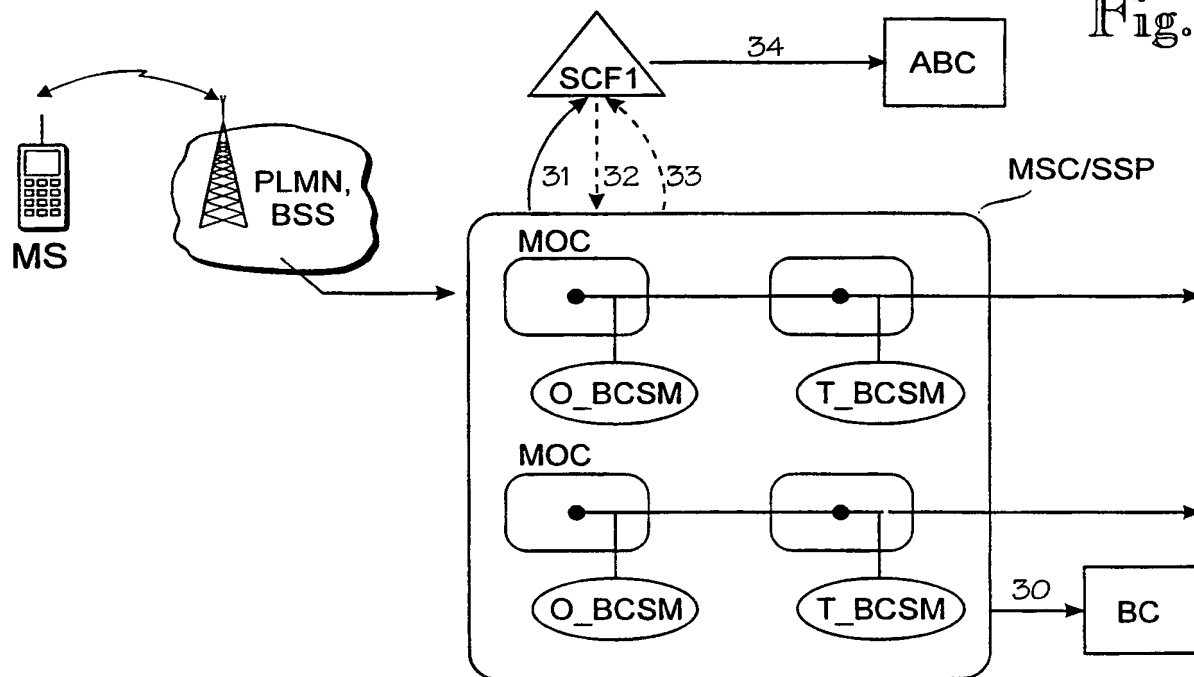 Fig.
34
SCF1
ABC
31
32
33
MSC/SSP
PLMN,
BSS
MS
MOC
O_BCSM
T_BCSM
MOC
O_BCSM
T_BCSM
30
BC